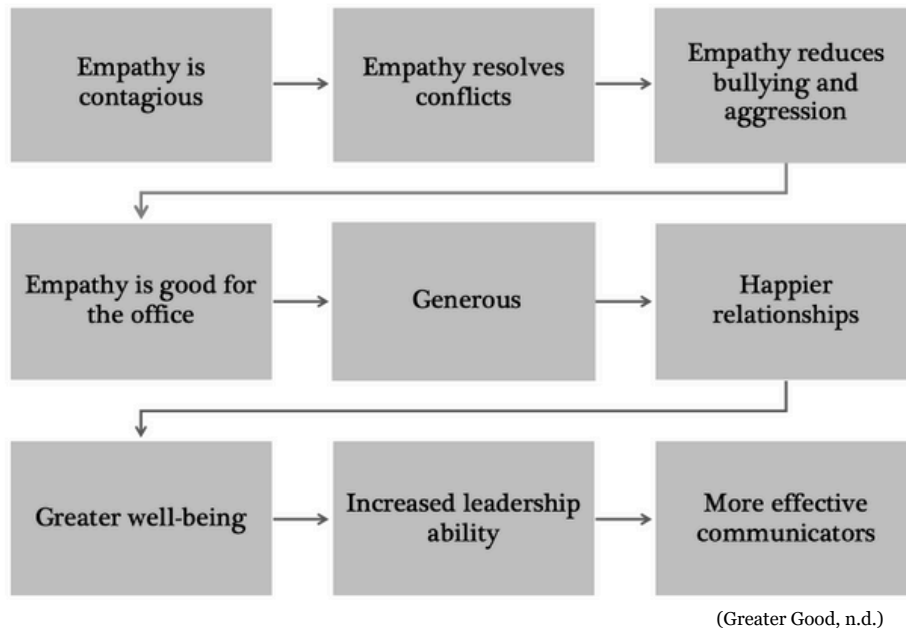 Empathy is
contagious
Empathy resolves
conflicts
Empathy reduces
bullying and
aggression
Empathy is good for
the office
Generous
Happier
relationships
Greater well-being
Increased leadership
ability
More effective
communicators
(Greater Good, n.d.)